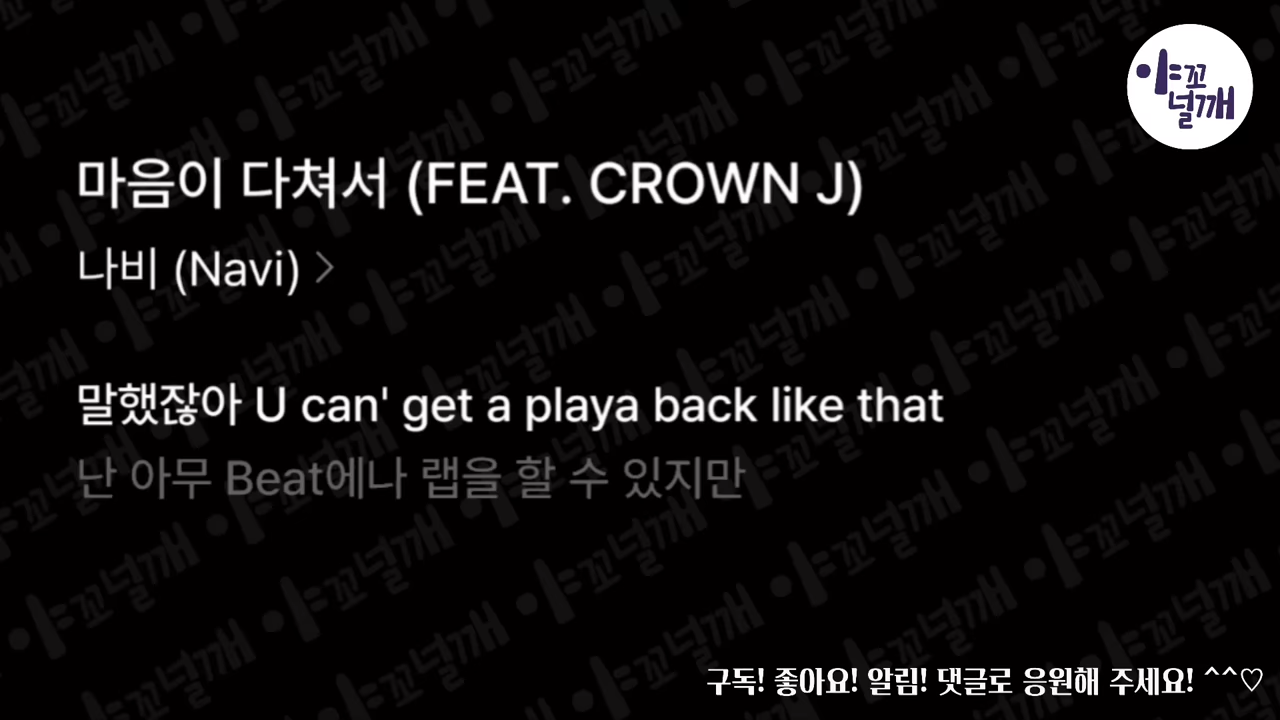 야꼬
널깨
마음이 다쳐서 (FEAT. CROWN J)
나비 (Navi) >
말했잖아 U can' get a playa back like that
난 아무 Beat에나 랩을 할 수 있지만
구독! 좋아요! 알림! 댓글로 응원해 주세요! ^^♡